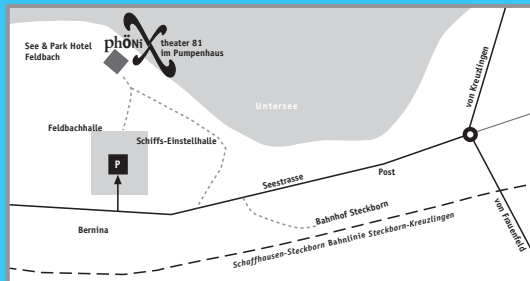 See & Park Hotel
Feldbach
phöNi X
theater 81
im Pumpenhaus
Untersee
von Kreuzlingen
Feldbachhalle
Schiffs-Einstellhalle
P
Seestrasse
Post
Bahnhof Steckborn
Bernina
Schaffhausen-Steckborn Bahnlinie Steckborn-Kreuzlingen
von Frauenfeld